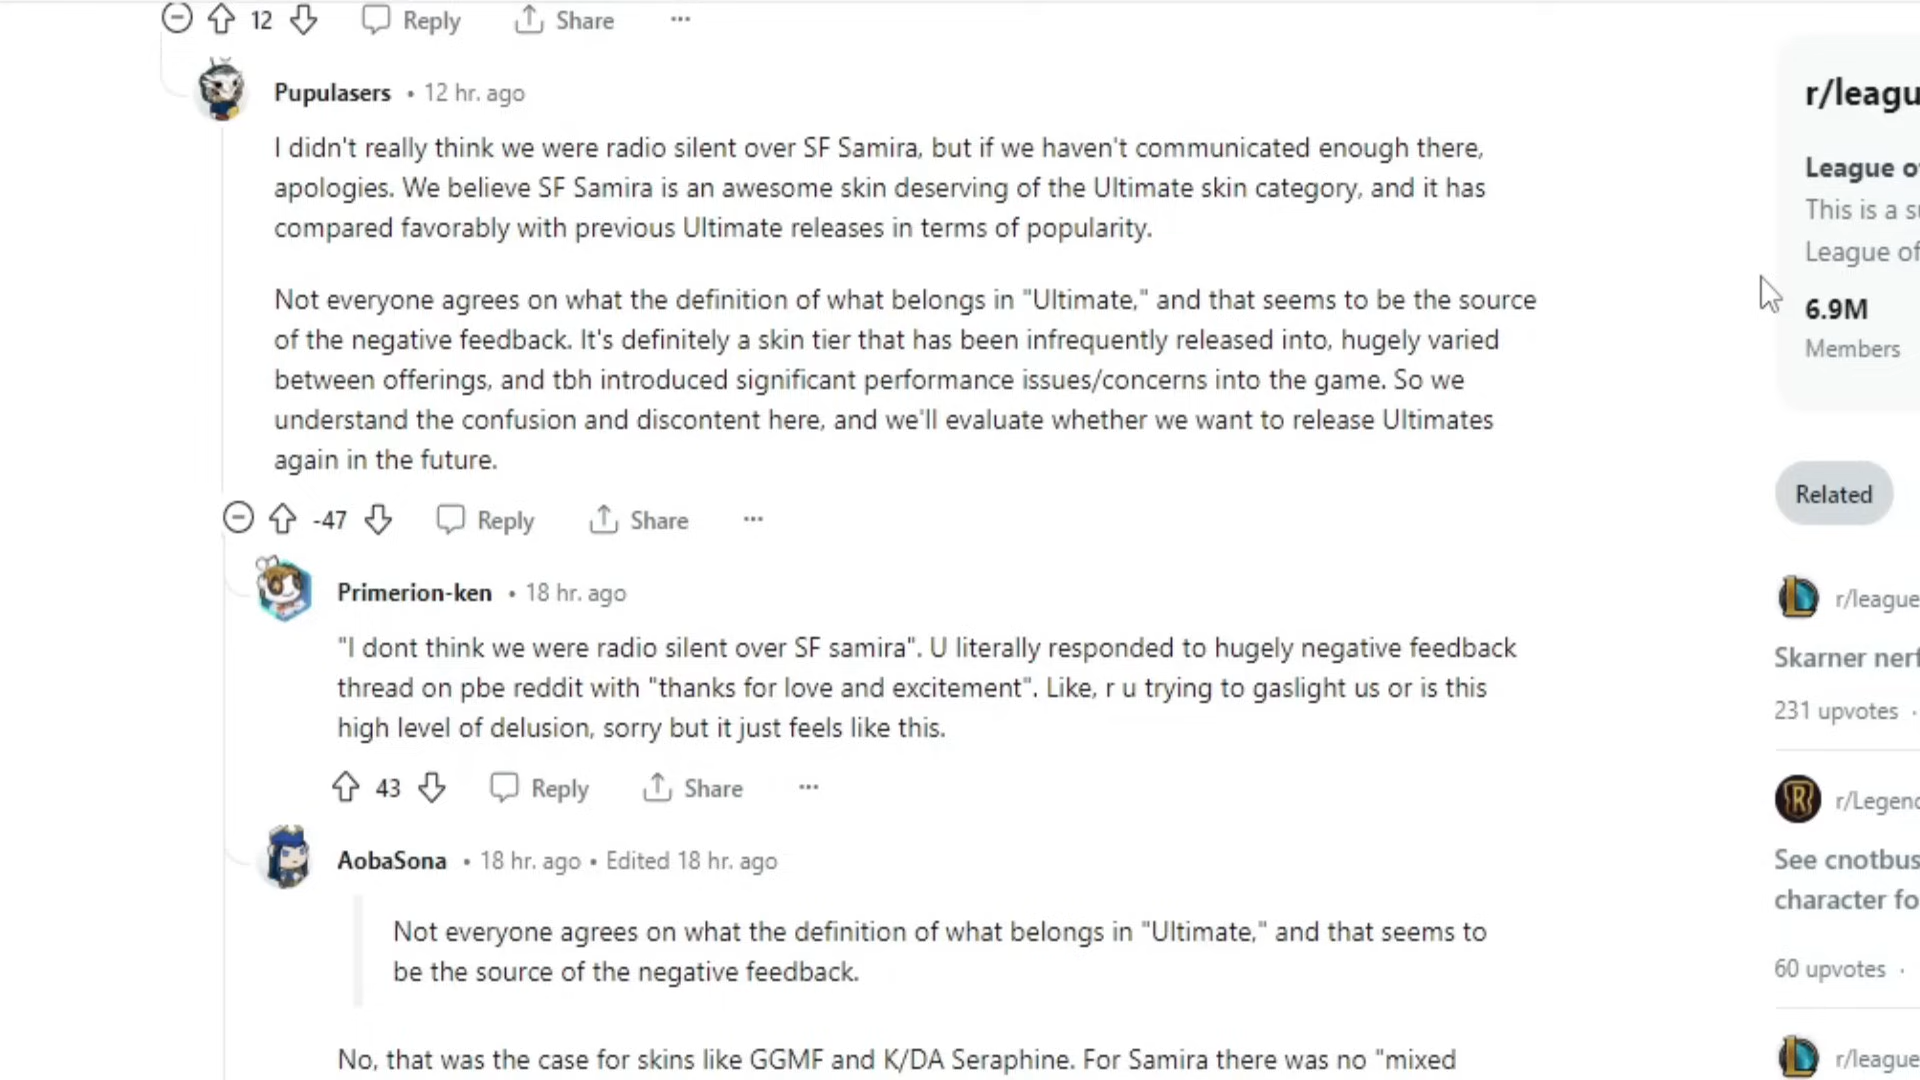 12 Reply Share ...
Pupulasers • 12 hr. ago
I didn't really think we were radio silent over SF Samira, but if we haven't communicated enough there,
apologies. We believe SF Samira is an awesome skin deserving of the Ultimate skin category, and it has
compared favorably with previous Ultimate releases in terms of popularity.
Not everyone agrees on what the definition of what belongs in "Ultimate," and that seems to be the source
of the negative feedback. It's definitely a skin tier that has been infrequently released into, hugely varied
between offerings, and tbh introduced significant performance issues/concerns into the game. So we
understand the confusion and discontent here, and we'll evaluate whether we want to release Ultimates
again in the future.
-47 Reply Share ...
Primerion-ken • 18 hr. ago
"I dont think we were radio silent over SF samira". U literally responded to hugely negative feedback
thread on pbe reddit with "thanks for love and excitement". Like, r u trying to gaslight us or is this
high level of delusion, sorry but it just feels like this.
43 Reply Share ...
AobaSona • 18 hr. ago • Edited 18 hr. ago
Not everyone agrees on what the definition of what belongs in "Ultimate," and that seems to
be the source of the negative feedback.
No, that was the case for skins like GGMF and K/DA Seraphine. For Samira there was no "mixed
r/leagu
League o
This is a s
League of
6.9M
Members
Related
r/league
Skarner nerf
231 upvotes ·
r/Legend
See cnotbus
character fo
60 upvotes ·
r/league